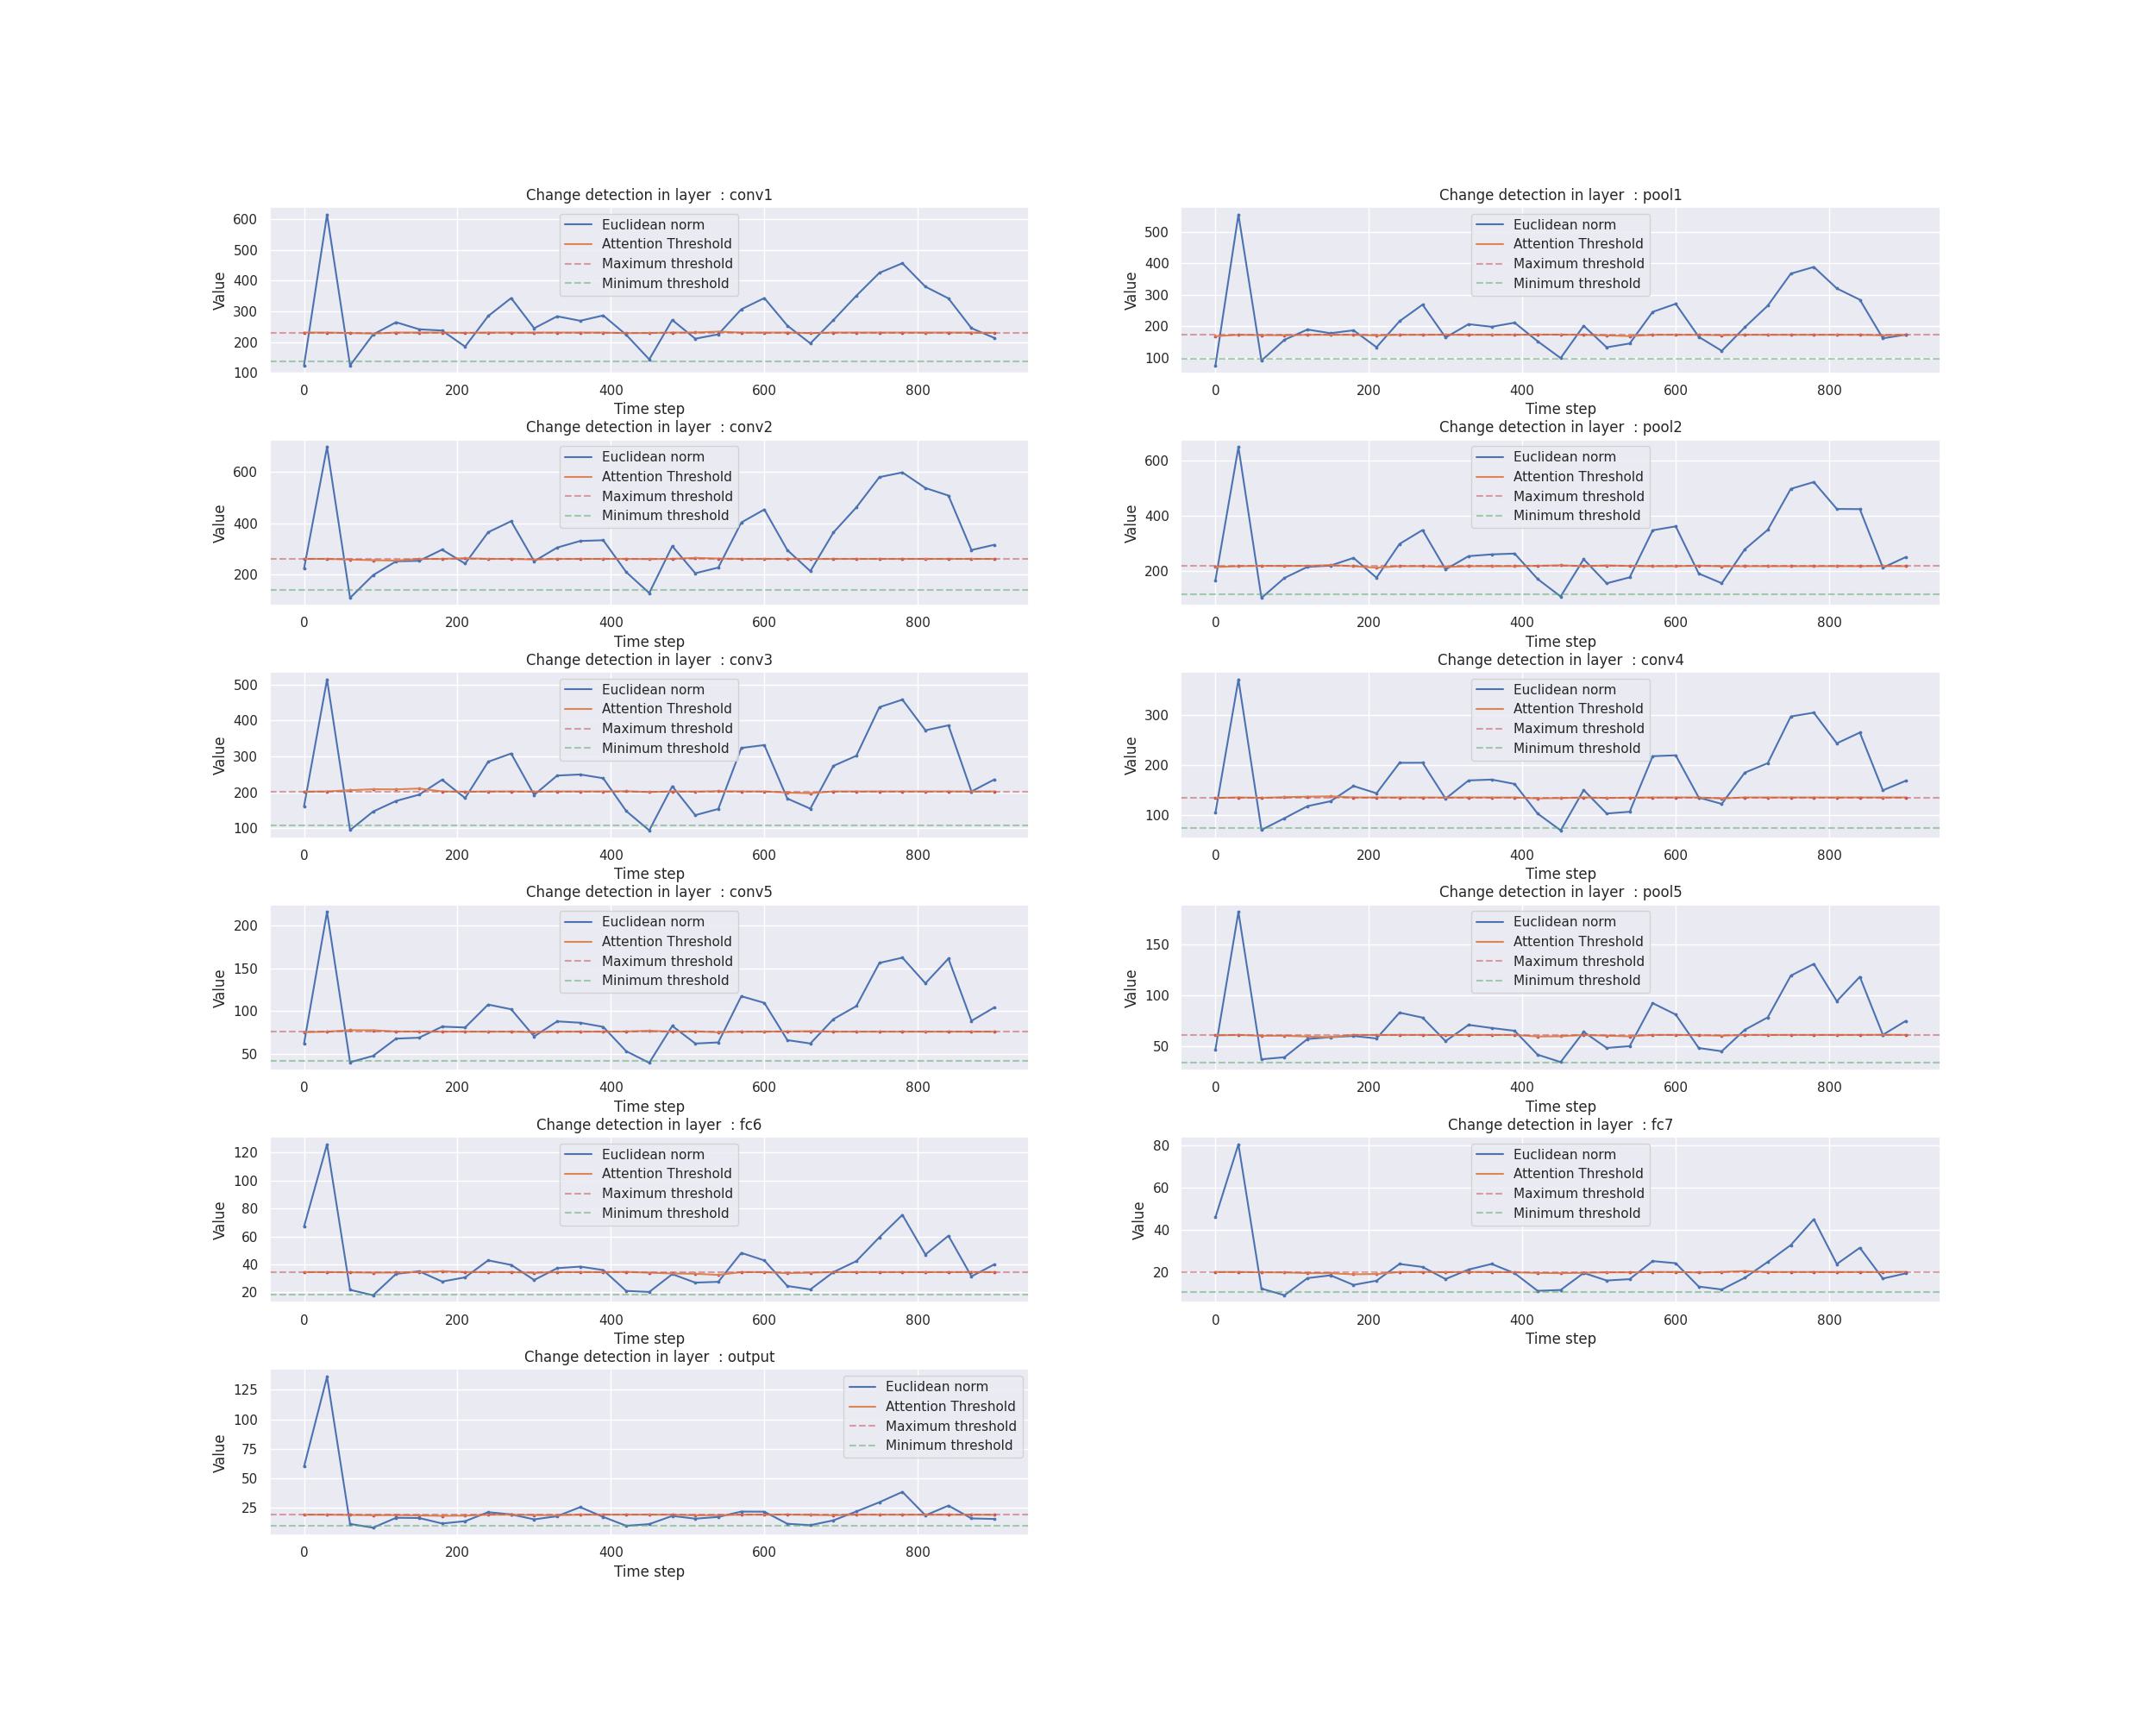 Change detection in layer  : conv1
Value
600
500
400
300
200
100
Euclidean norm
Attention Threshold
Maximum threshold
Minimum threshold
0 200 400 600 800
Time step
Change detection in layer  : pool1
Value
500
400
300
200
100
Euclidean norm
Attention Threshold
Maximum threshold
Minimum threshold
0 200 400 600 800
Time step
Change detection in layer  : conv2
Value
600
400
200
Euclidean norm
Attention Threshold
Maximum threshold
Minimum threshold
0 200 400 600 800
Time step
Change detection in layer  : pool2
Value
600
400
200
Euclidean norm
Attention Threshold
Maximum threshold
Minimum threshold
0 200 400 600 800
Time step
Change detection in layer  : conv3
Value
500
400
300
200
100
Euclidean norm
Attention Threshold
Maximum threshold
Minimum threshold
0 200 400 600 800
Time step
Change detection in layer  : conv4
Value
300
200
100
Euclidean norm
Attention Threshold
Maximum threshold
Minimum threshold
0 200 400 600 800
Time step
Change detection in layer  : conv5
Value
200
150
100
50
Euclidean norm
Attention Threshold
Maximum threshold
Minimum threshold
0 200 400 600 800
Time step
Change detection in layer  : pool5
Value
150
100
50
Euclidean norm
Attention Threshold
Maximum threshold
Minimum threshold
0 200 400 600 800
Time step
Change detection in layer  : fc6
Value
120
100
80
60
40
20
Euclidean norm
Attention Threshold
Maximum threshold
Minimum threshold
0 200 400 600 800
Time step
Change detection in layer  : fc7
Value
80
60
40
20
Euclidean norm
Attention Threshold
Maximum threshold
Minimum threshold
0 200 400 600 800
Time step
Change detection in layer  : output
Value
125
100
75
50
25
Euclidean norm
Attention Threshold
Maximum threshold
Minimum threshold
0 200 400 600 800
Time step